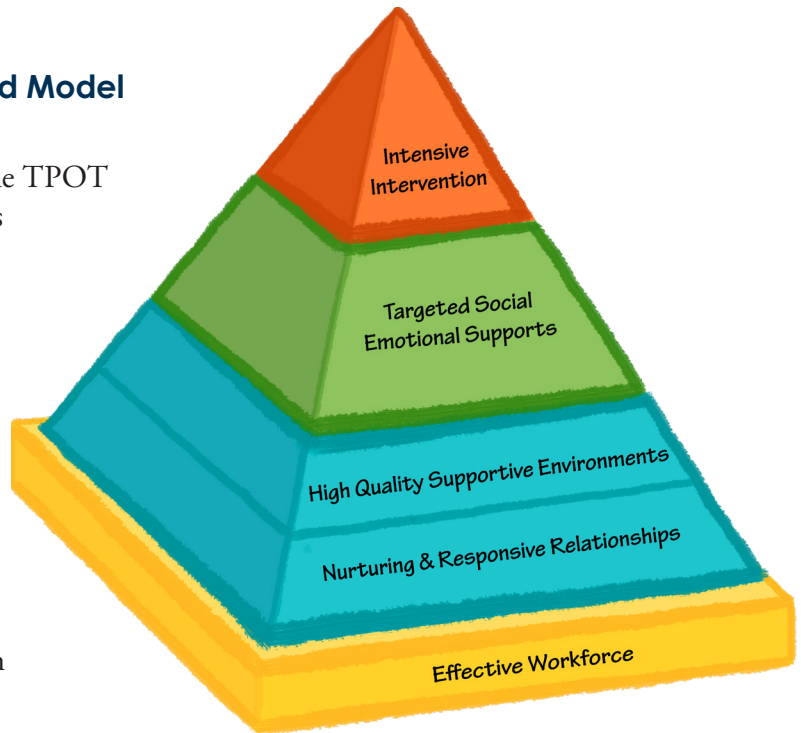 d Model
e TPOT
s
Intensive
Intervention
Targeted Social
Emotional Supports
High Quality Supportive Environments
Nurturing & Responsive Relationships
Effective Workforce